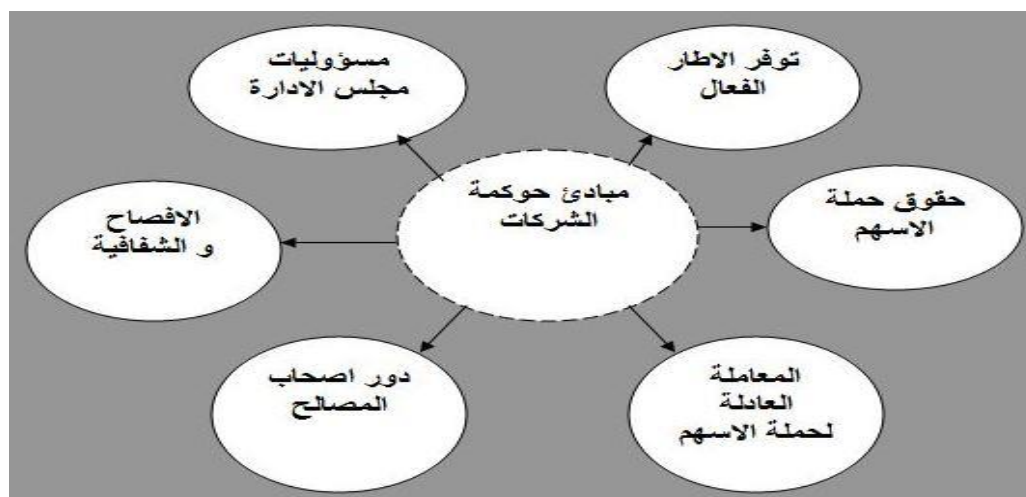 توفر الاطار
الفعال
مسؤوليات
مجلس الادارة
مبادئ حوكمة
الشركات
حقوق حملة
الاسهم
الافصاح
و الشفافية
المعاملة
العادلة
لحملة الاسهم
دور اصحاب
المصالح